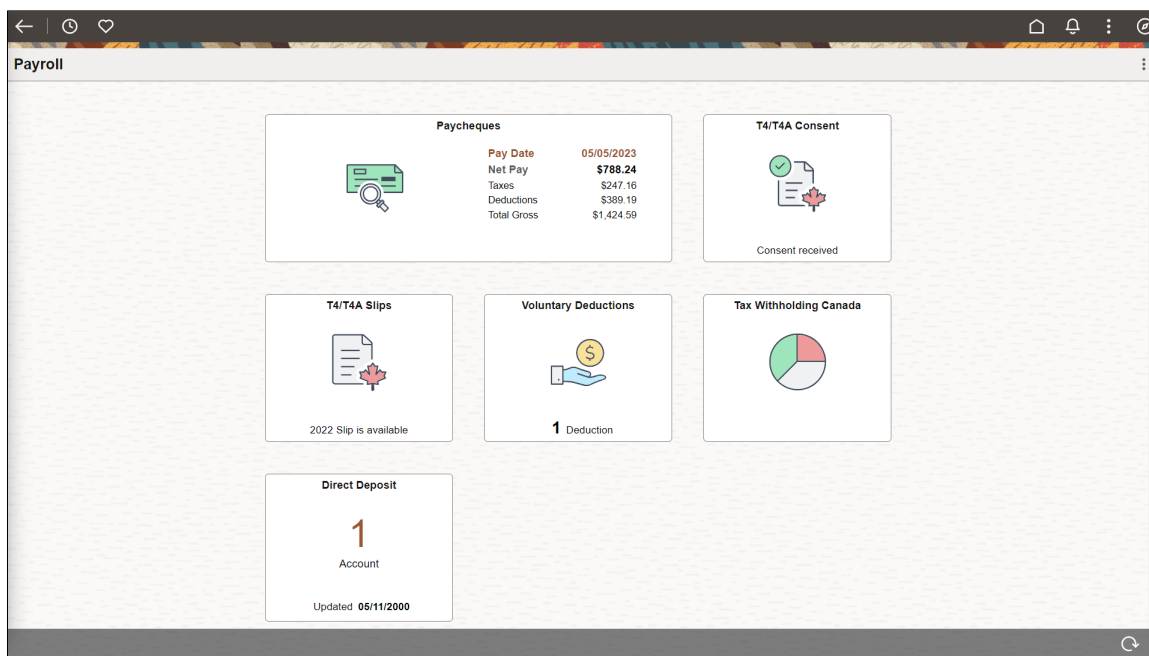 Payroll
Paycheques
Pay Date 05/05/2023
Net Pay $788.24
Taxes $247.16
Deductions $389.19
Total Gross $1,424.59
T4/T4A Consent
Consent received
T4/T4A Slips
2022 Slip is available
Voluntary Deductions
$
1 Deduction
Tax Withholding Canada
Direct Deposit
1
Account
Updated 05/11/2000